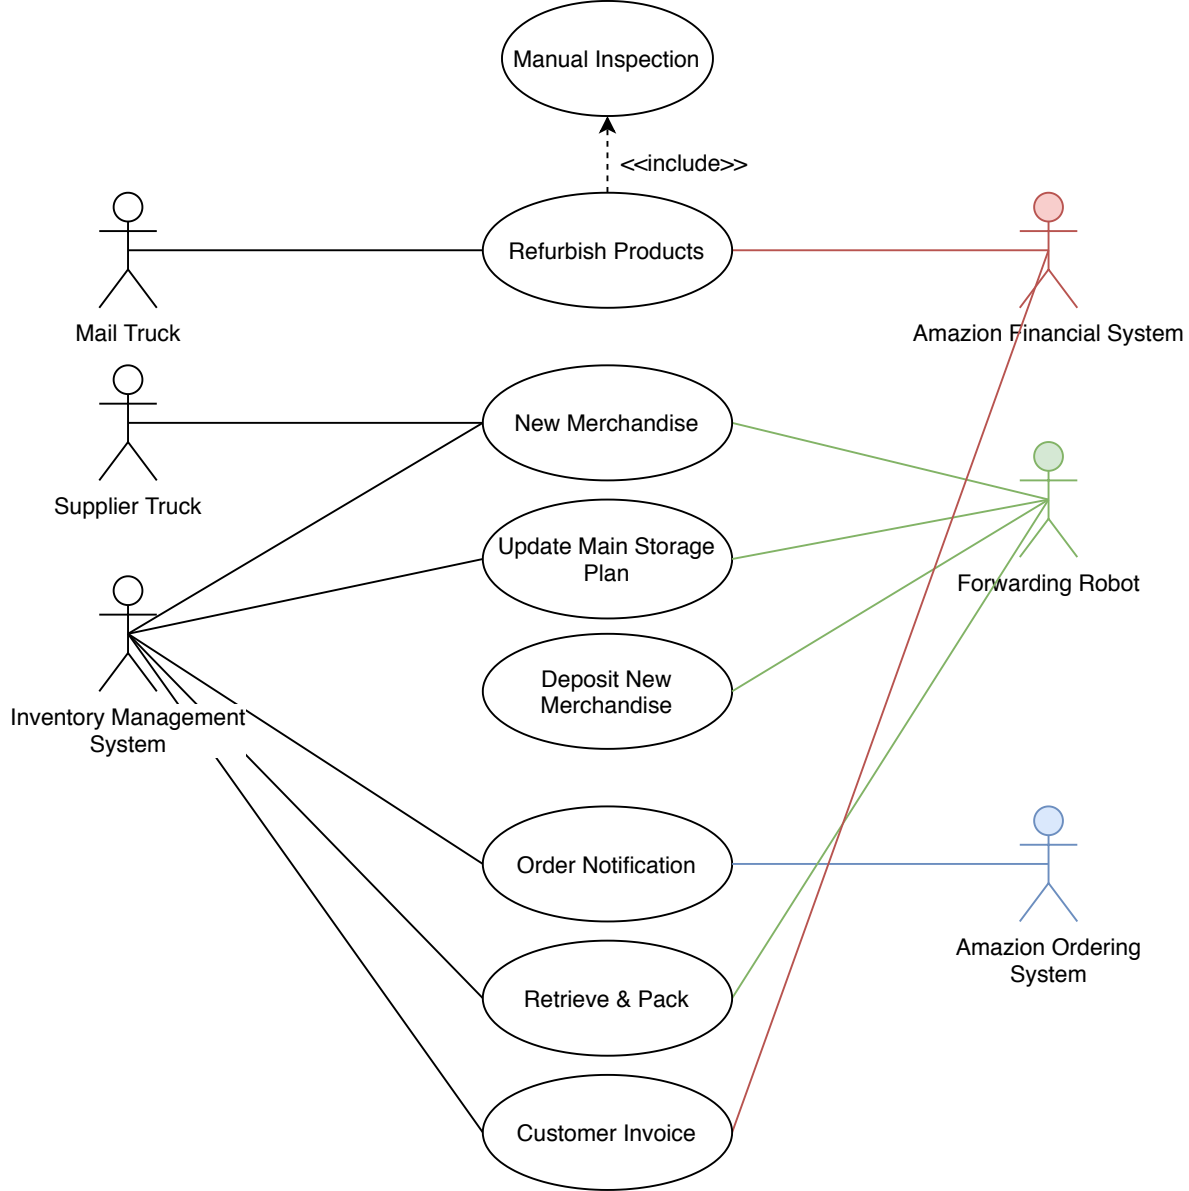 Manual Inspection
<<include>>
Refurbish Products
Mail Truck
Amazion Financial System
New Merchandise
Supplier Truck
Update Main Storage
Plan
Forwarding Robot
Deposit New
Merchandise
Inventory Management
System
Order Notification
Amazion Ordering
System
Retrieve & Pack
Customer Invoice